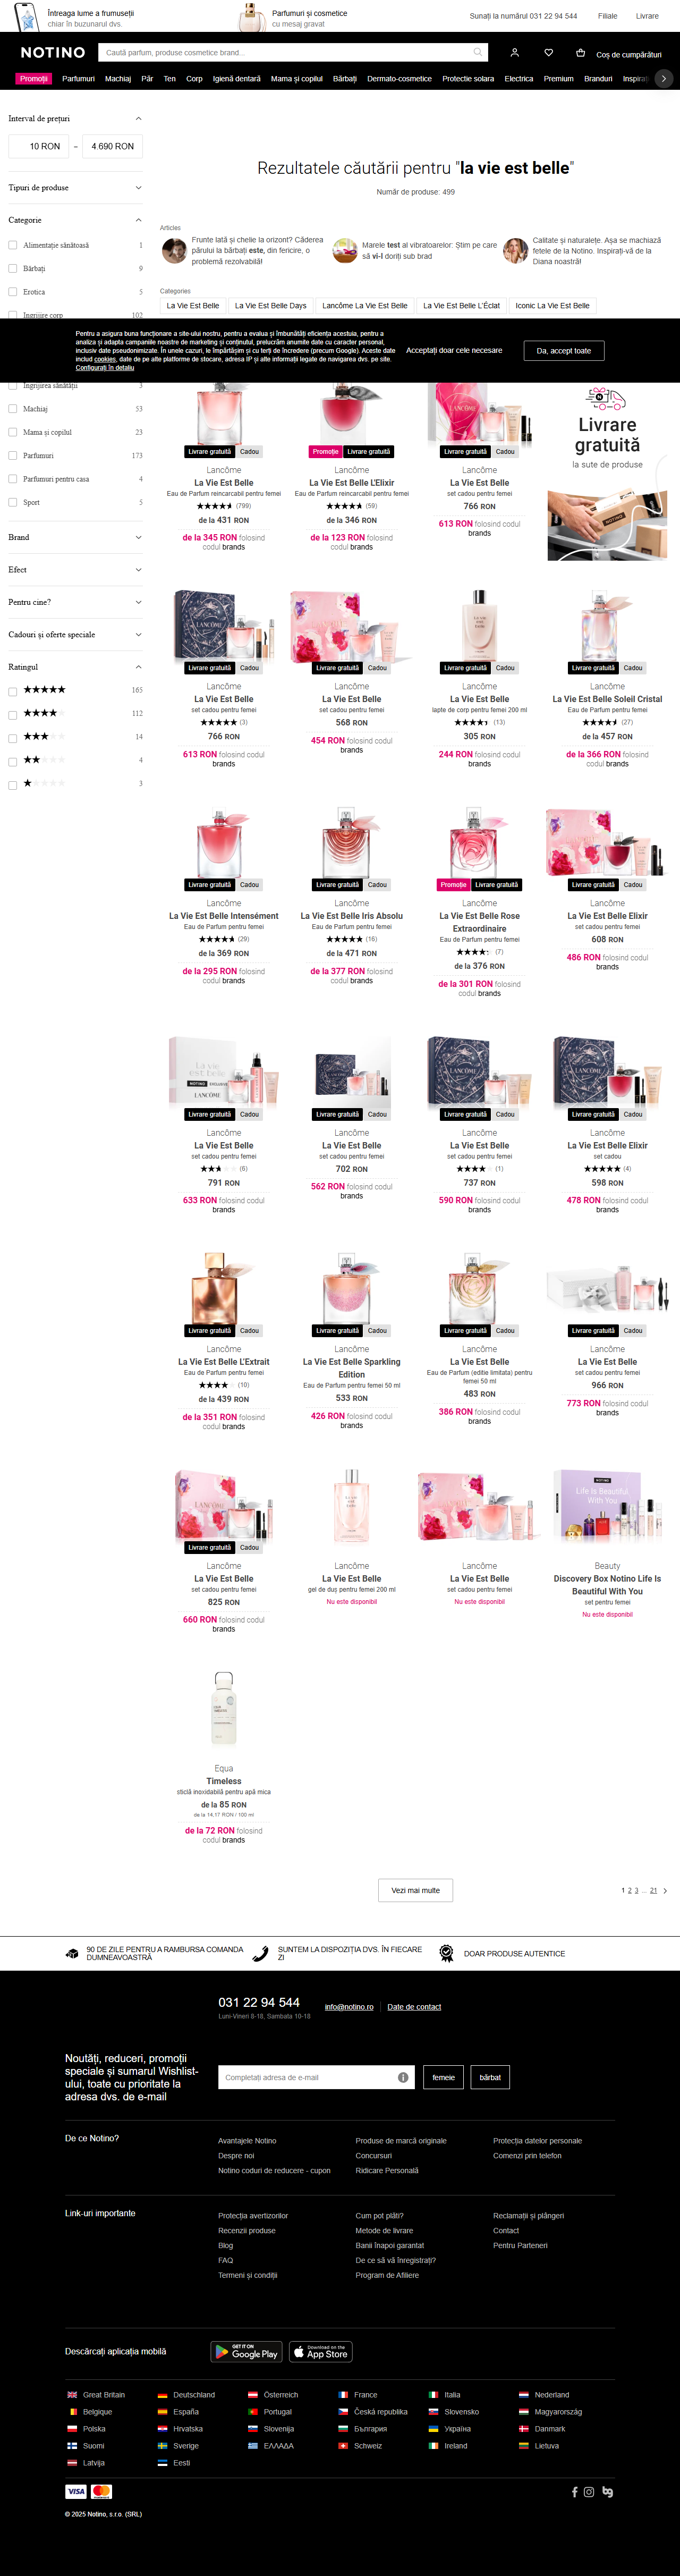 Întreaga lume a frumuseții
chiar în buzunarul dvs.
Parfumuri și cosmetice
cu mesaj gravat
Sunați la numărul 031 22 94 544
Filiale
Livrare
NOTINO
Caută parfum, produse cosmetice brand...
Coș de cumpărături
Promoții Parfumuri Machiaj Păr Ten Corp Igienă dentară Mama și copilul Bărbați Dermato-cosmetice Protectie solara Electrica Premium Branduri
Interval de prețuri
10 RON – 4.690 RON
Tipuri de produse
Categorie
Alimentație sănătoasă 1
Bărbați 9
Erotica 5
Îngrijire corp 102
Îngrijirea sănătății 3
Machiaj 53
Mama și copilul 23
Parfumuri 173
Parfumuri pentru casa 4
Sport 5
Brand
Efect
Pentru cine?
Cadouri și oferte speciale
Ratingul
165
112
14
4
3
Rezultatele căutării pentru "la vie est belle"
Număr de produse: 499
Articles
Frunte lată și chelie la orizont? Căderea
părului la bărbați este, din fericire, o
problemă rezolvabilă!
Marele test al vibratoarelor: Știm pe care
să vi-l doriți sub brad
Calitate și naturalețe. Așa se machiază
fetele de la Notino. Inspirați-vă de la
Diana noastră!
Categories
La Vie Est Belle
La Vie Est Belle Days
Lancôme La Vie Est Belle
La Vie Est Belle L'Éclat
Iconic La Vie Est Belle
Pentru a asigura buna funcționare a site-ului nostru, pentru a evalua și îmbunătăți eficiența acestuia, pentru a
analiza și adapta campaniile noastre de marketing și conținutul, prelucrăm anumite date cu caracter personal,
inclusiv date pseudonimizate. În unele cazuri, le împărtășim și cu terți de încredere (precum Google). Aceste date
includ cookies, date de pe alte platforme de stocare, adresa IP și alte informații legate de navigarea dvs. pe site.
Configurați în detaliu
Acceptați doar cele necesare
Da, accept toate
Livrare gratuită Cadou
Lancôme
La Vie Est Belle
Eau de Parfum reincarcabil pentru femei
(799)
de la 431 RON
de la 345 RON folosind
codul brands
Promoție Livrare gratuită
Lancôme
La Vie Est Belle L'Elixir
Eau de Parfum reincarcabil pentru femei
(59)
de la 346 RON
de la 123 RON folosind
codul brands
Livrare gratuită Cadou
Lancôme
La Vie Est Belle
set cadou pentru femei
766 RON
613 RON folosind codul
brands
Livrare
gratuită
la sute de produse
NOTINO
Livrare gratuită Cadou
Lancôme
La Vie Est Belle
set cadou pentru femei
(3)
766 RON
613 RON folosind codul
brands
Livrare gratuită Cadou
Lancôme
La Vie Est Belle
set cadou pentru femei
568 RON
454 RON folosind codul
brands
Livrare gratuită Cadou
Lancôme
La Vie Est Belle
lapte de corp pentru femei 200 ml
(13)
305 RON
244 RON folosind codul
brands
Livrare gratuită Cadou
Lancôme
La Vie Est Belle Soleil Cristal
Eau de Parfum pentru femei
(27)
de la 457 RON
de la 366 RON folosind
codul brands
Livrare gratuită Cadou
Lancôme
La Vie Est Belle Intensément
Eau de Parfum pentru femei
(29)
de la 369 RON
de la 295 RON folosind
codul brands
Livrare gratuită Cadou
Lancôme
La Vie Est Belle Iris Absolu
Eau de Parfum pentru femei
(16)
de la 471 RON
de la 377 RON folosind
codul brands
Promoție Livrare gratuită
Lancôme
La Vie Est Belle Rose
Extraordinaire
Eau de Parfum pentru femei
(7)
de la 376 RON
de la 301 RON folosind
codul brands
Livrare gratuită Cadou
Lancôme
La Vie Est Belle Elixir
set cadou pentru femei
608 RON
486 RON folosind codul
brands
Livrare gratuită Cadou
Lancôme
La Vie Est Belle
set cadou pentru femei
(6)
791 RON
633 RON folosind codul
brands
Livrare gratuită Cadou
Lancôme
La Vie Est Belle
set cadou pentru femei
702 RON
562 RON folosind codul
brands
Livrare gratuită Cadou
Lancôme
La Vie Est Belle
set cadou pentru femei
(1)
737 RON
590 RON folosind codul
brands
Livrare gratuită Cadou
Lancôme
La Vie Est Belle Elixir
set cadou
(4)
598 RON
478 RON folosind codul
brands
Livrare gratuită Cadou
Lancôme
La Vie Est Belle L'Extrait
Eau de Parfum pentru femei
(10)
de la 439 RON
de la 351 RON folosind
codul brands
Livrare gratuită Cadou
Lancôme
La Vie Est Belle Sparkling
Edition
Eau de Parfum pentru femei 50 ml
533 RON
426 RON folosind codul
brands
Livrare gratuită Cadou
Lancôme
La Vie Est Belle
Eau de Parfum (editie limitata) pentru
femei 50 ml
483 RON
386 RON folosind codul
brands
Livrare gratuită Cadou
Lancôme
La Vie Est Belle
set cadou pentru femei
966 RON
773 RON folosind codul
brands
Livrare gratuită Cadou
Lancôme
La Vie Est Belle
set cadou pentru femei
825 RON
660 RON folosind codul
brands
Lancôme
La Vie Est Belle
gel de duș pentru femei 200 ml
Nu este disponibil
Lancôme
La Vie Est Belle
set cadou pentru femei
Nu este disponibil
Life Is Beautiful
With You
Beauty
Discovery Box Notino Life Is
Beautiful With You
set pentru femei
Nu este disponibil
Equa
Timeless
sticlă inoxidabilă pentru apă mica
de la 85 RON
de la 14,17 RON / 100 ml
de la 72 RON folosind
codul brands
Vezi mai multe
1 2 3 ... 21
90 DE ZILE PENTRU A RAMBURSA COMANDA
DUMNEAVOASTRĂ
SUNTEM LA DISPOZIȚIA DVS. ÎN FIECARE
ZI
DOAR PRODUSE AUTENTICE
031 22 94 544
Luni-Vineri 8-18, Sambata 10-18
info@notino.ro
Date de contact
Noutăți, reduceri, promoții
speciale și sumarul Wishlist-
ului, toate cu prioritate la
adresa dvs. de e-mail
Completați adresa de e-mail
femeie
bărbat
De ce Notino?
Avantajele Notino
Despre noi
Notino coduri de reducere - cupon
Produse de marcă originale
Concursuri
Ridicare Personală
Protecția datelor personale
Comenzi prin telefon
Link-uri importante
Protecția avertizorilor
Recenzii produse
Blog
FAQ
Termeni și condiții
Cum pot plăti?
Metode de livrare
Banii înapoi garantat
De ce să vă înregistrați?
Program de Afiliere
Reclamații și plângeri
Contact
Pentru Parteneri
Descărcați aplicația mobilă
GET IT ON
Google Play
Download on the
App Store
Great Britain Deutschland Österreich France Italia Nederland
Belgique España Portugal Česká republika Slovensko Magyarország
Polska Hrvatska Slovenija България Україна Danmark
Suomi Sverige ΕΛΛΑΔΑ Schweiz Ireland Lietuva
Latvija Eesti
VISA mastercard
© 2025 Notino, s.r.o. (SRL)